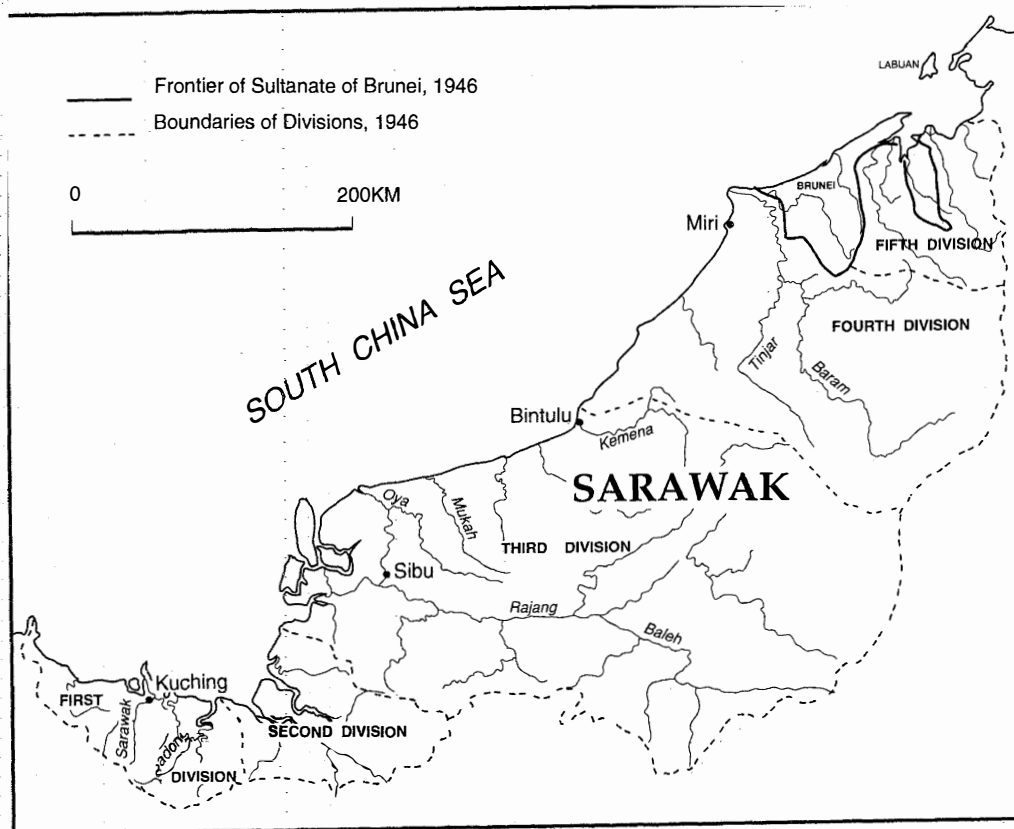 Frontier of Sultanate of Brunei, 1946
Boundaries of Divisions, 1946
0 200KM
LABUAN
BRUNEI
Miri
FIFTH DIVISION
SOUTH CHINA SEA
FOURTH DIVISION
Tinjar
Baram
Bintulu
Kemena
SARAWAK
Oya
Mukah
THIRD DIVISION
Sibu
Rajang
Baleh
Kuching
FIRST
Sarawak
SECOND DIVISION
DIVISION